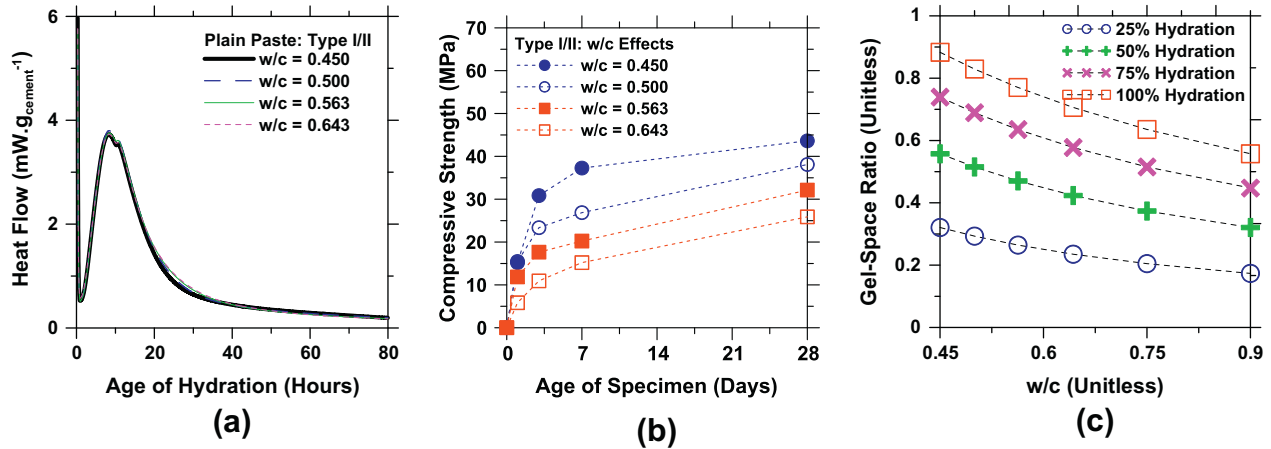 Heat Flow (mW.g_cement^-1)
6
4
2
0
Plain Paste: Type I/II
w/c = 0.450
w/c = 0.500
w/c = 0.563
w/c = 0.643
0 20 40 60 80
Age of Hydration (Hours)
(a)
Compressive Strength (MPa)
70
60
50
40
30
20
10
0
Type I/II: w/c Effects
w/c = 0.450
w/c = 0.500
w/c = 0.563
w/c = 0.643
0 7 14 21 28
Age of Specimen (Days)
(b)
Gel-Space Ratio (Unitless)
1
0.8
0.6
0.4
0.2
0
25% Hydration
50% Hydration
75% Hydration
100% Hydration
0.45 0.6 0.75 0.9
w/c (Unitless)
(c)